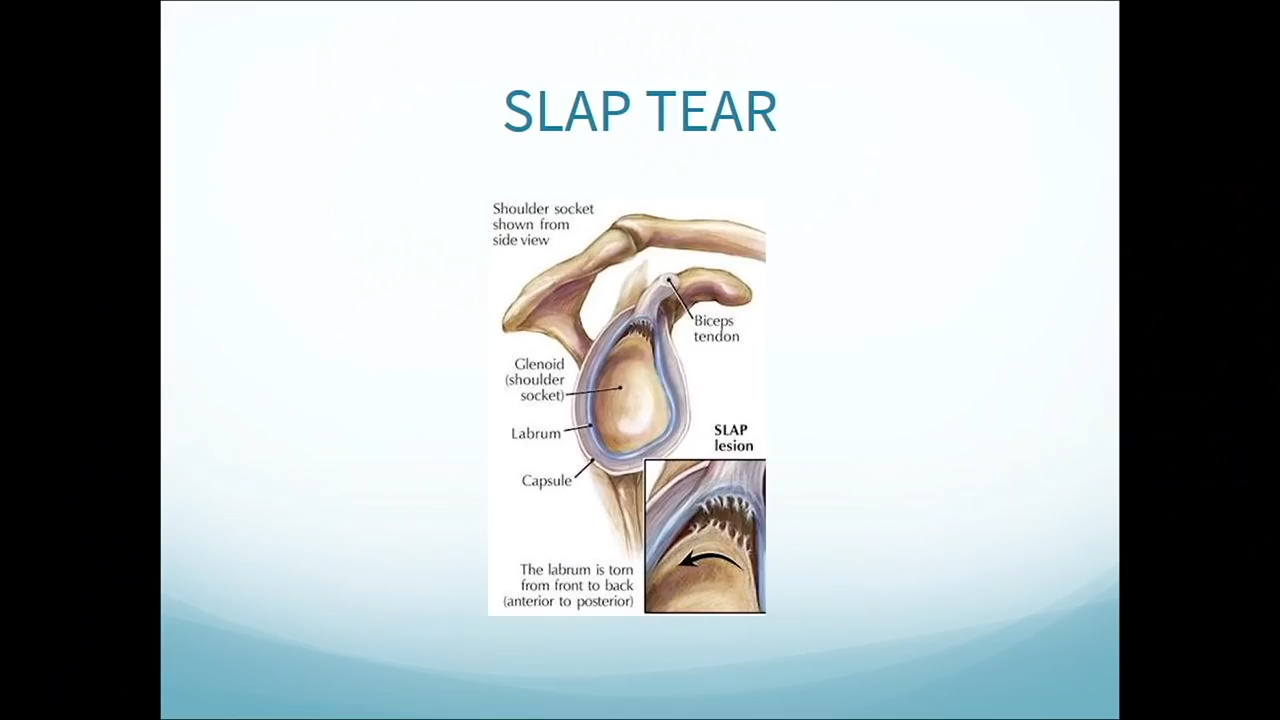 SLAP TEAR
Shoulder socket
shown from
side view
Biceps
tendon
Glenoid
(shoulder
socket)
Labrum
SLAP
lesion
Capsule
The labrum is torn
from front to back
(anterior to posterior)